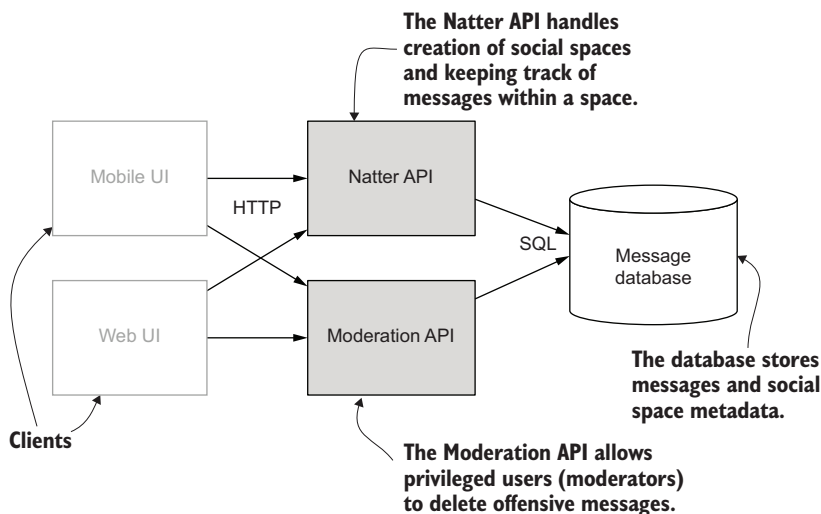 The Natter API handles
creation of social spaces
and keeping track of
messages within a space.
Mobile UI
Natter API
HTTP
SQL
Message
database
Web UI
Moderation API
The database stores
messages and social
space metadata.
Clients
The Moderation API allows
privileged users (moderators)
to delete offensive messages.